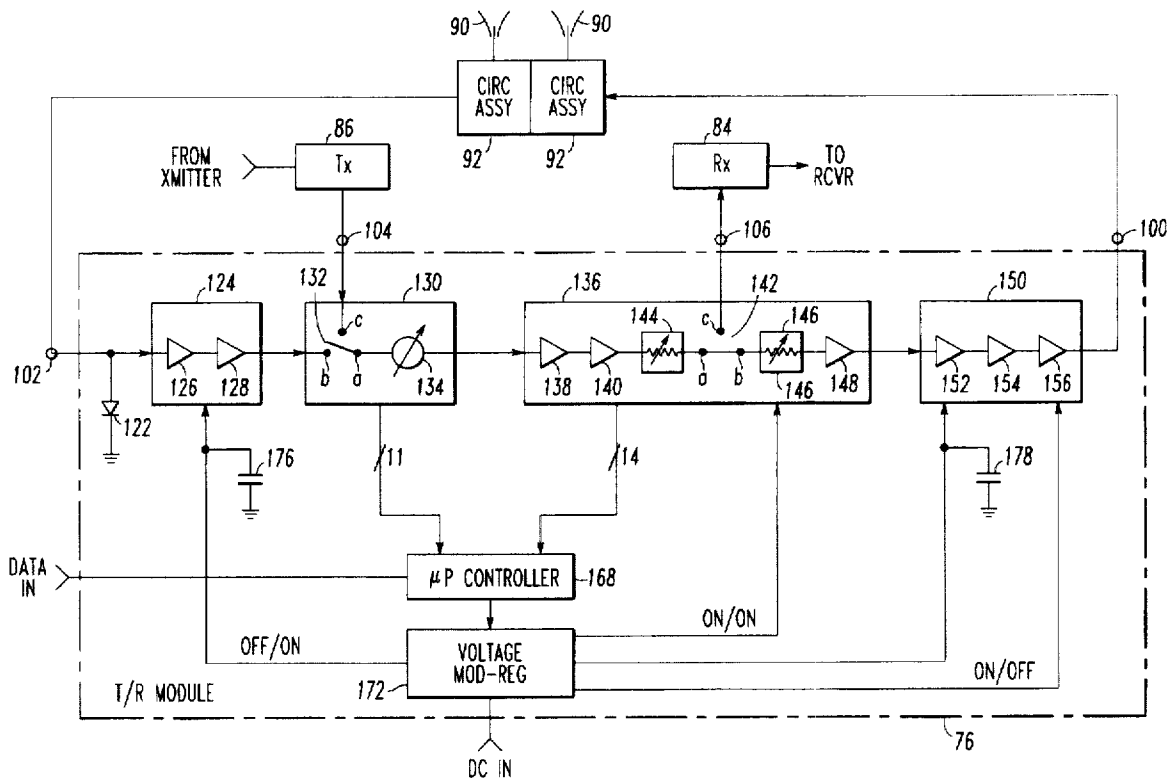 90 90
CIRC ASSY
CIRC ASSY
92 92
86
84
FROM XMITTER
Tx
Rx
TO RCVR
104
106
100
124
132
130
136
142
150
c
144
c
146
102
126
128
b
a
134
138
140
a
b
146
148
152
154
156
122
176
11
14
178
DATA IN
μP CONTROLLER
168
ON/ON
OFF/ON
VOLTAGE MOD-REG
ON/OFF
T/R MODULE
172
76
DC IN